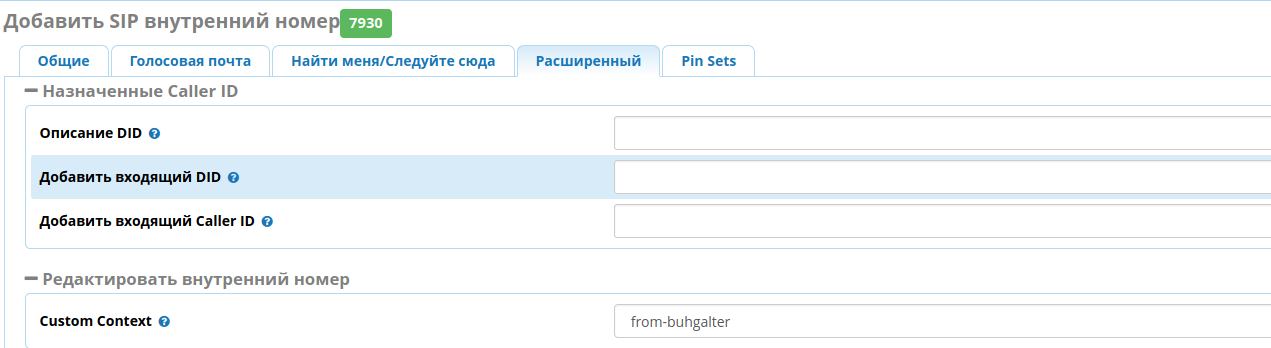 Добавить SIP внутренний номер 7930
Общие Голосовая почта Найти меня/Следуйте сюда Расширенный Pin Sets
Назначенные Caller ID
Описание DID
Добавить входящий DID
Добавить входящий Caller ID
Редактировать внутренний номер
Custom Context from-buhgalter